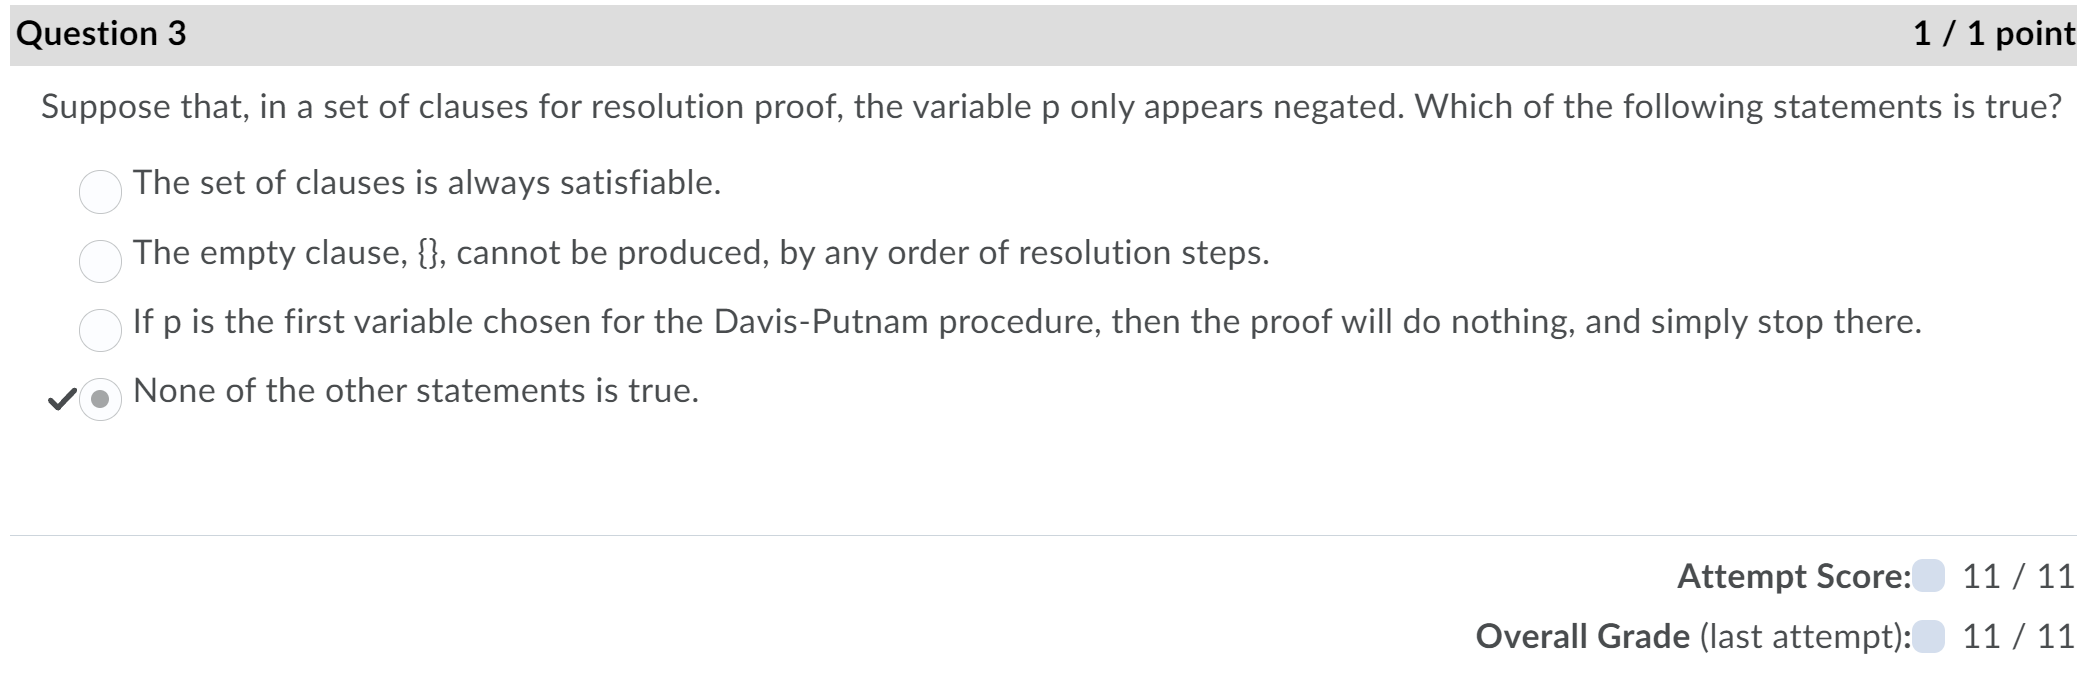 Question 3
1 / 1 point
Suppose that, in a set of clauses for resolution proof, the variable p only appears negated. Which of the following statements is true?
The set of clauses is always satisfiable.
The empty clause, {}, cannot be produced, by any order of resolution steps.
If p is the first variable chosen for the Davis-Putnam procedure, then the proof will do nothing, and simply stop there.
None of the other statements is true.
Attempt Score: 11 / 11
Overall Grade (last attempt): 11 / 11